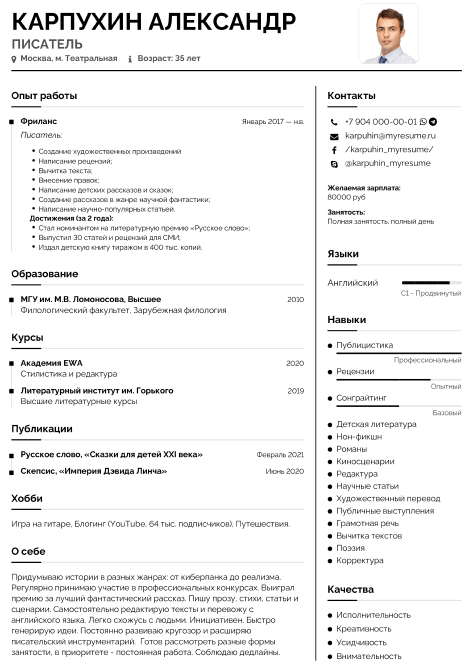 КАРПУХИН АЛЕКСАНДР
ПИСАТЕЛЬ
Москва, м. Театральная Возраст: 35 лет
Опыт работы
Фриланс Январь 2017 — н.в.
Писатель:
Создание художественных произведений
Написание рецензий;
Вычитка текста;
Внесение правок;
Написание детских рассказов и сказок;
Создание рассказов в жанре научной фантастики;
Написание научно-популярных статьей.
Достижения (за 2 года):
Стал номинантом на литературную премию «Русское слово»;
Выпустил 30 статей и рецензий для СМИ;
Издал детскую книгу тиражом в 400 тыс. копий.
Образование
МГУ им. М.В. Ломоносова, Высшее 2010
Филологический факультет, Зарубежная филология
Курсы
Академия EWA 2020
Стилистика и редактура
Литературный институт им. Горького 2019
Высшие литературные курсы
Публикации
Русское слово, «Сказки для детей XXI века» Февраль 2021
Скепсис, «Империя Дэвида Линча» Июнь 2020
Хобби
Игра на гитаре, Блогинг (YouTube, 64 тыс. подписчиков), Путешествия.
О себе
Придумываю истории в разных жанрах: от киберпанка до реализма.
Регулярно принимаю участие в профессиональных конкурсах. Выиграл
премию за лучший фантастический рассказ. Пишу прозу, стихи, статьи и
сценарии. Самостоятельно редактирую тексты и перевожу с
английского языка. Легко схожусь с людьми. Инициативен. Быстро
генерирую идеи. Постоянно развиваю кругозор и расширяю
писательский инструментарий. Готов рассмотреть разные формы
занятости, в приоритете - постоянная работа. Соблюдаю дедлайны.
Контакты
+7 904 000-00-01
karpuhin@myresume.ru
/karpuhin_myresume/
@karpuhin_myresume
Желаемая зарплата:
80000 руб
Занятость:
Полная занятость, полный день
Языки
Английский
C1 - Продвинутый
Навыки
Публицистика
Профессиональный
Рецензии
Опытный
Сонграйтинг
Базовый
Детская литература
Нон-фикшн
Романы
Киносценарии
Редактура
Научные статьи
Художественный перевод
Публичные выступления
Грамотная речь
Вычитка текстов
Поэзия
Корректура
Качества
Исполнительность
Креативность
Усидчивость
Внимательность